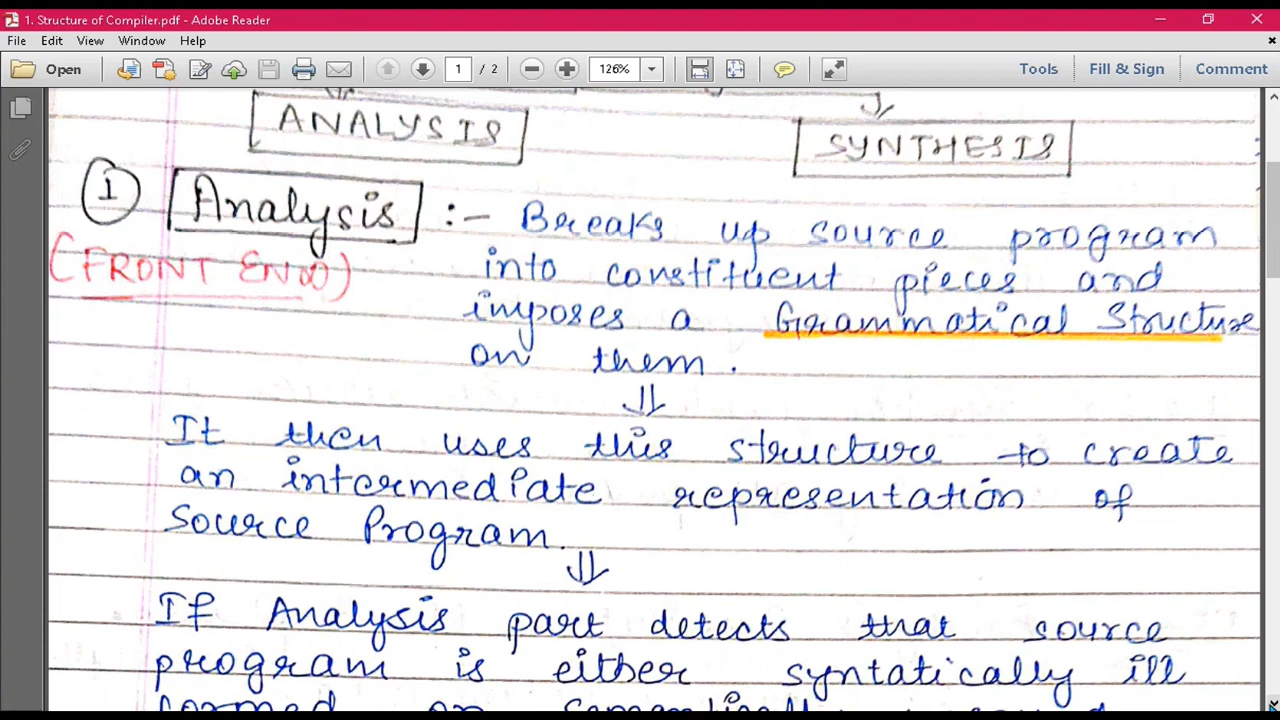 1. Structure of Compiler.pdf - Adobe Reader
File Edit View Window Help
Open 1 / 2 126% Tools Fill & Sign Comment
ANALYSIS SYNTHESIS
1 Analysis :- Breaks up source program
(FRONT END) into constituent pieces and
imposes a Grammatical Structure
on them.
⇓
It then uses this structure to create
an intermediate representation of
Source Program.
⇓
If Analysis part detects that source
program is either syntatically ill
formed or semantically